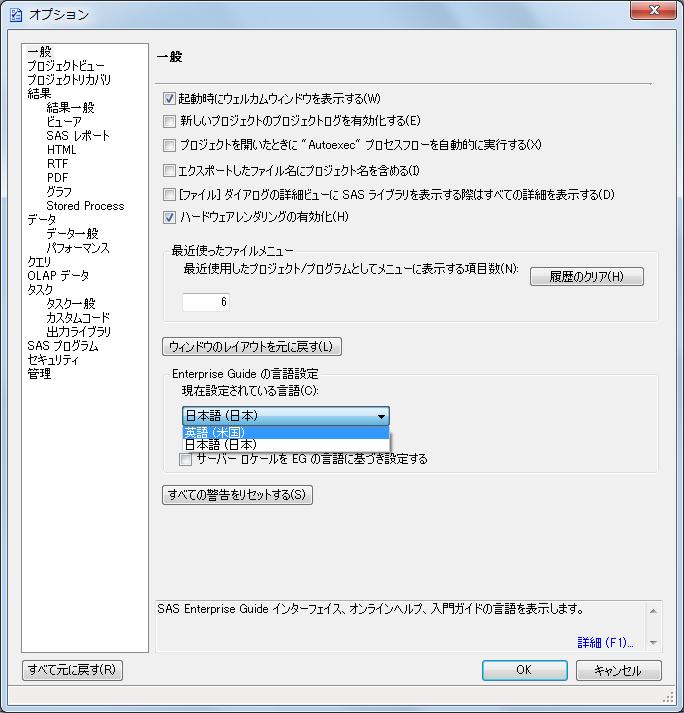 オプション
一般
プロジェクトビュー
プロジェクトリカバリ
結果
結果一般
ビューア
SAS レポート
HTML
RTF
PDF
グラフ
Stored Process
データ
データ一般
パフォーマンス
クエリ
OLAP データ
タスク
タスク一般
カスタムコード
出力ライブラリ
SAS プログラム
セキュリティ
管理
一般
起動時にウェルカムウィンドウを表示する(W)
新しいプロジェクトのプロジェクトログを有効化する(E)
プロジェクトを開いたときに "Autoexec" プロセスフローを自動的に実行する(X)
エクスポートしたファイル名にプロジェクト名を含める(I)
[ファイル] ダイアログの詳細ビューに SAS ライブラリを表示する際はすべての詳細を表示する(D)
ハードウェアレンダリングの有効化(H)
最近使ったファイルメニュー
最近使用したプロジェクト/プログラムとしてメニューに表示する項目数(N):
履歴のクリア(H)
6
ウィンドウのレイアウトを元に戻す(L)
Enterprise Guide の言語設定
現在設定されている言語(C):
日本語 (日本)
英語 (米国)
日本語 (日本)
サーバー ロケールを EG の言語に基づき設定する
すべての警告をリセットする(S)
SAS Enterprise Guide インターフェイス、オンラインヘルプ、入門ガイドの言語を表示します。
詳細 (F1)...
すべて元に戻す(R)
OK
キャンセル